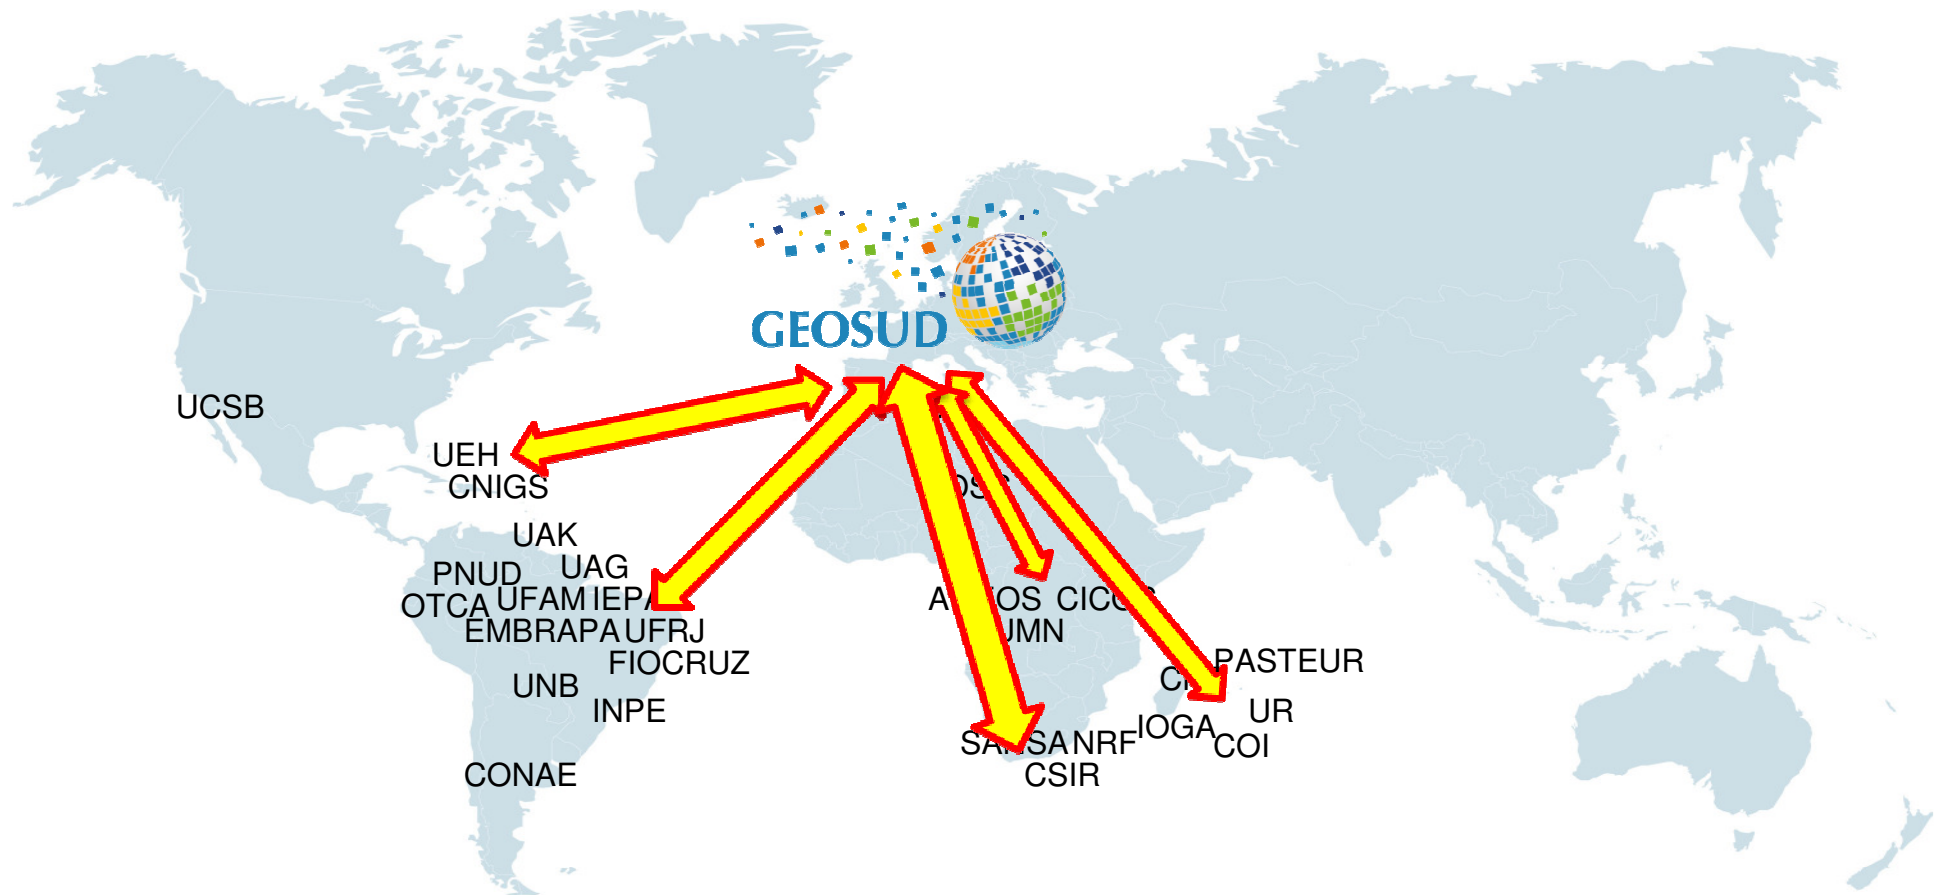 GEOSUD
UCSB
UEH
CNIGS
UAK
PNUD UAG
OTCA UFAM
EMBRAPA UFRJ
FIOCRUZ
UNB
INPE
CONAE
PASTEUR
IOGA UR
COI
NRF
CSIR